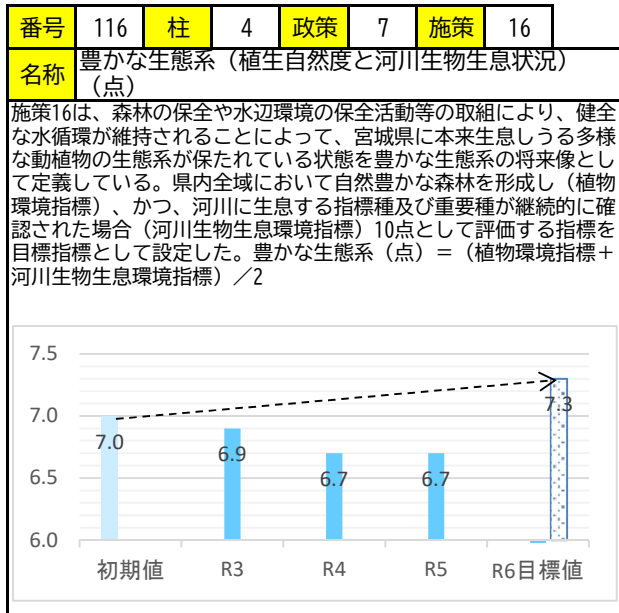 番号 116 柱 4 政策 7 施策 16
名称 豊かな生態系（植生自然度と河川生物生息状況）
（点）
施策16は、森林の保全や水辺環境の保全活動等の取組により、健全
な水循環が維持されることによって、宮城県に本来生息しうる多様
な動植物の生態系が保たれている状態を豊かな生態系の将来像とし
て定義している。県内全域において自然豊かな森林を形成し（植物
環境指標）、かつ、河川に生息する指標種及び重要種が継続的に確
認された場合（河川生物生息環境指標）10点として評価する指標を
目標指標として設定した。豊かな生態系（点）＝（植物環境指標＋
河川生物生息環境指標）／2
7.5
7.0
6.5
6.0
7.0
6.9
6.7
6.7
7.3
初期値 R3 R4 R5 R6目標値